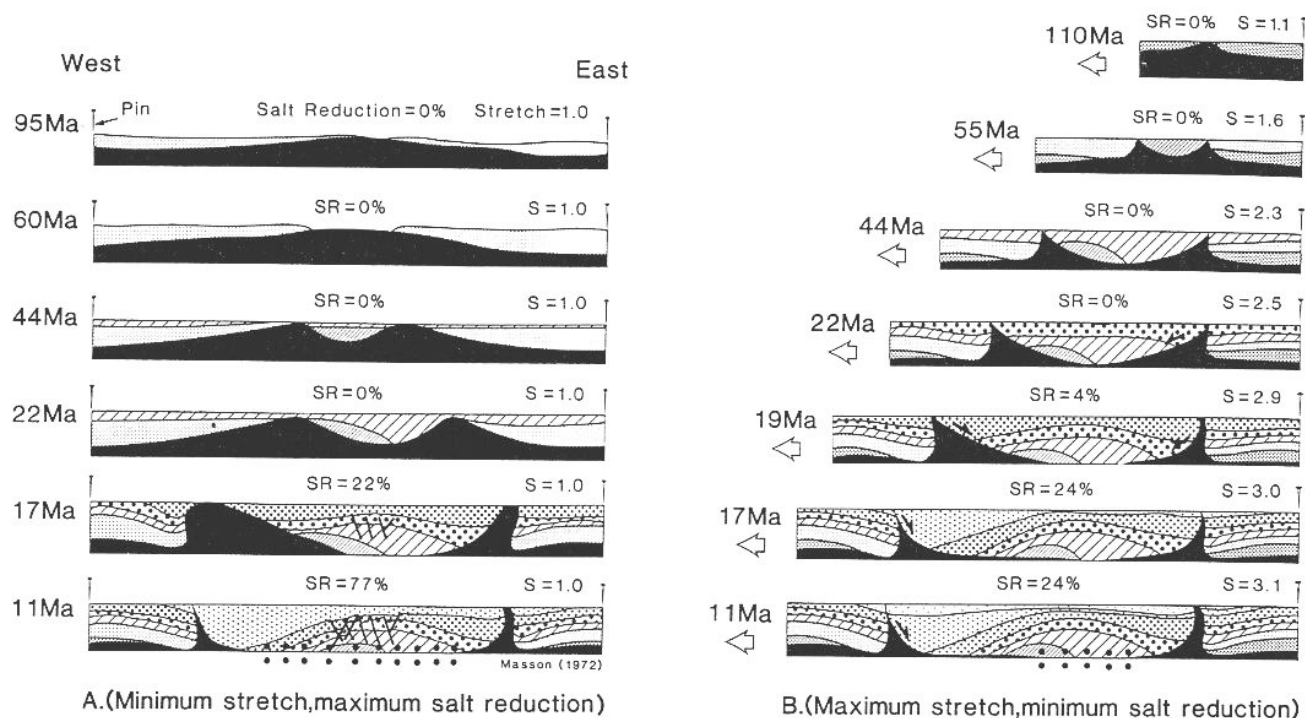 West
East
Pin
Salt Reduction=0% Stretch=1.0
95Ma
SR=0% S=1.0
60Ma
SR=0% S=1.0
44Ma
SR=0% S=1.0
22Ma
SR=22% S=1.0
17Ma
SR=77% S=1.0
11Ma
Masson (1972)
A.(Minimum stretch,maximum salt reduction)
SR=0% S=1.1
110Ma
SR=0% S=1.6
55Ma
SR=0% S=2.3
44Ma
SR=0% S=2.5
22Ma
SR=4% S=2.9
19Ma
SR=24% S=3.0
17Ma
SR=24% S=3.1
11Ma
B.(Maximum stretch,minimum salt reduction)